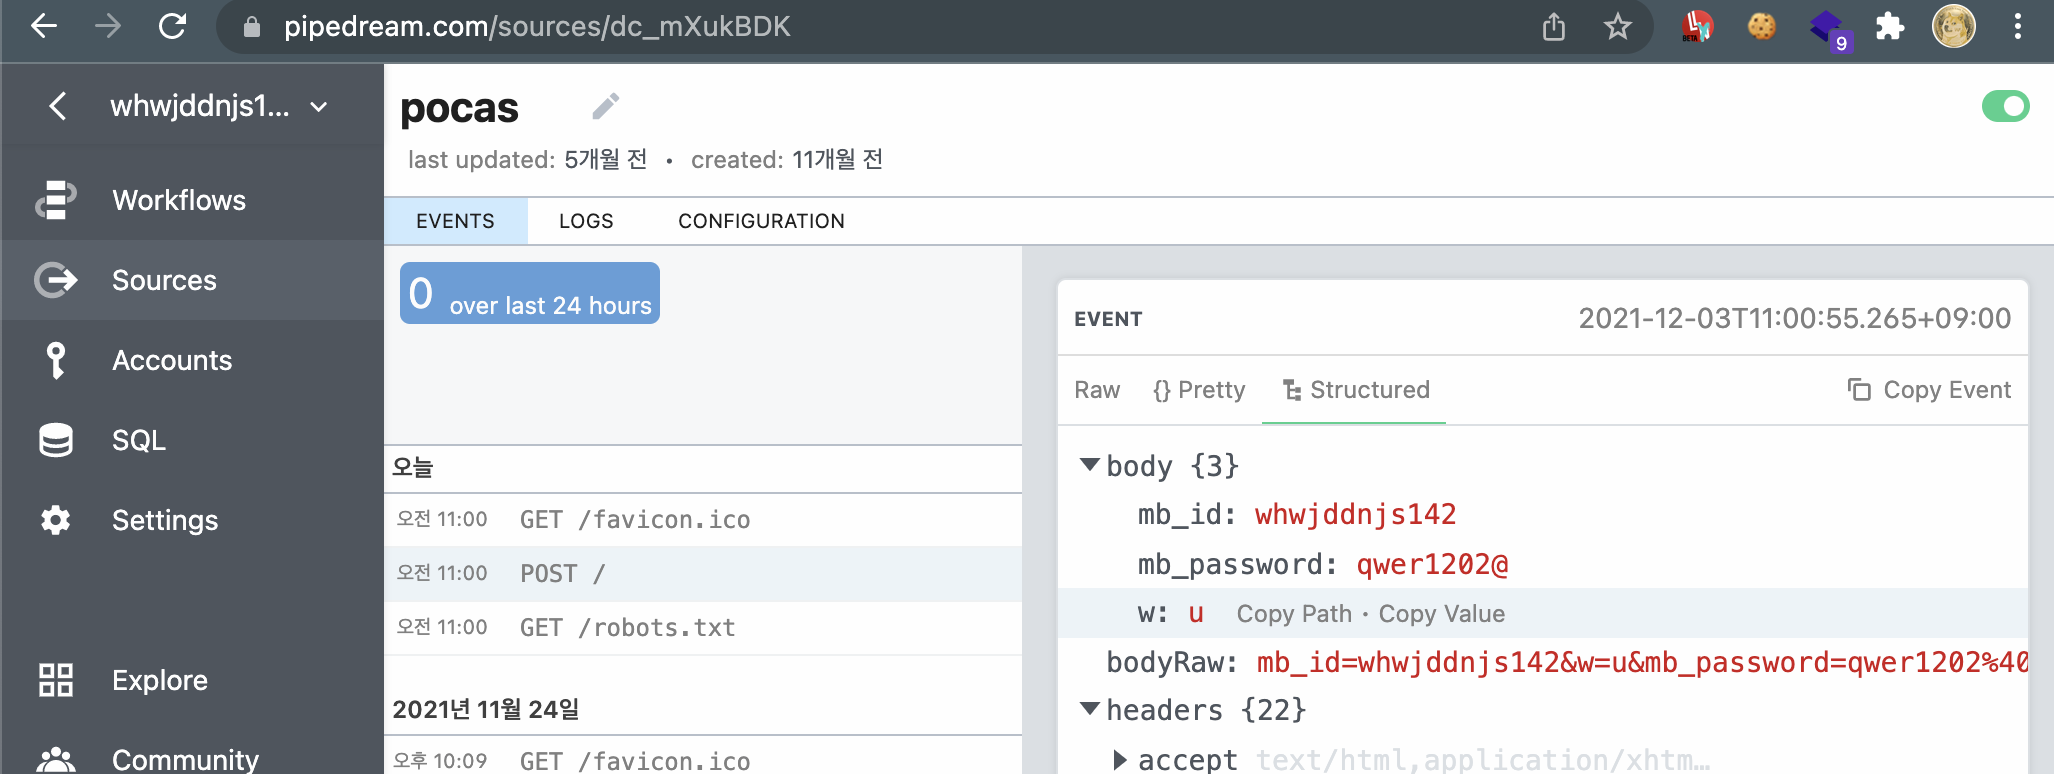 pipedream.com/sources/dc_mXukBDK
BETA
9
whwjddnjs1...
Workflows
Sources
Accounts
SQL
Settings
Explore
Community
pocas
last updated: 5개월 전 • created: 11개월 전
EVENTS LOGS CONFIGURATION
0 over last 24 hours
오늘
오전 11:00 GET /favicon.ico
오전 11:00 POST /
오전 11:00 GET /robots.txt
2021년 11월 24일
오후 10:09 GET /favicon.ico
EVENT 2021-12-03T11:00:55.265+09:00
Raw {} Pretty Structured Copy Event
body {3}
mb_id: whwjddnjs142
mb_password: qwer1202@
w: u Copy Path • Copy Value
bodyRaw: mb_id=whwjddnjs142&w=u&mb_password=qwer1202%40
headers {22}
accept text/html,application/xhtm…